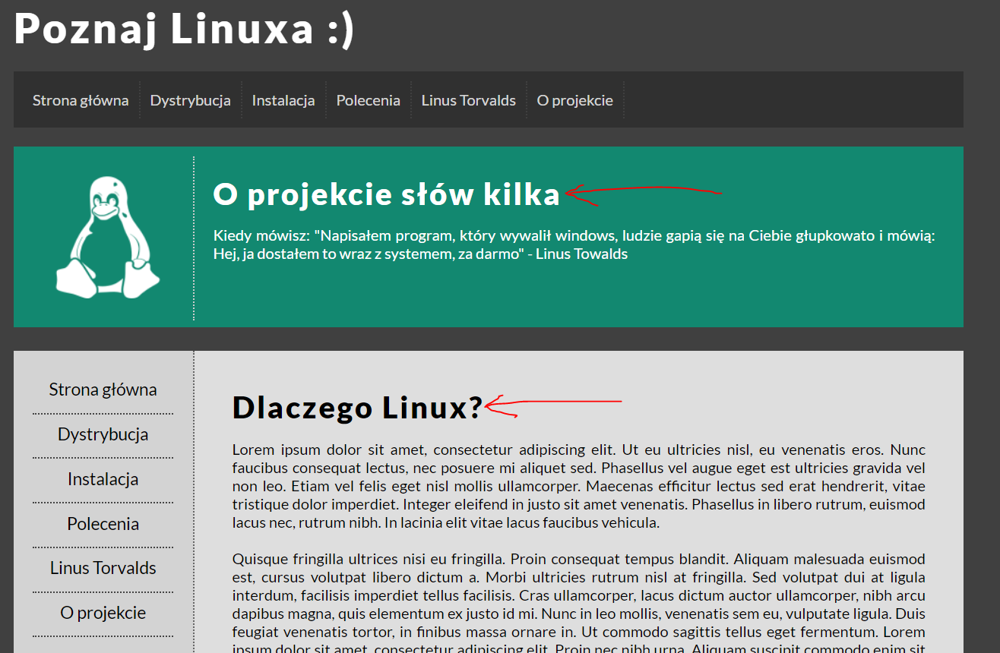 Poznaj Linuxa :)
Strona główna
Dystrybucja
Instalacja
Polecenia
Linus Torvalds
O projekcie
O projekcie słów kilka
Kiedy mówisz: "Napisałem program, który wywalił windows, ludzie gapią się na Ciebie głupkowato i mówią:
Hej, ja dostałem to wraz z systemem, za darmo" - Linus Towalds
Strona główna
Dystrybucja
Instalacja
Polecenia
Linus Torvalds
O projekcie
Dlaczego Linux?
Lorem ipsum dolor sit amet, consectetur adipiscing elit. Ut eu ultricies nisl, eu venenatis eros. Nunc
faucibus consequat lectus, nec posuere mi aliquet sed. Phasellus vel augue eget est ultricies gravida vel
non leo. Etiam vel felis eget nisl mollis ullamcorper. Maecenas efficitur lectus sed erat hendrerit, vitae
tristique dolor imperdiet. Integer eleifend in justo sit amet venenatis. Phasellus in libero rutrum, euismod
lacus nec, rutrum nibh. In lacinia elit vitae lacus faucibus vehicula.
Quisque fringilla ultrices nisi eu fringilla. Proin consequat tempus blandit. Aliquam malesuada euismod
est, cursus volutpat libero dictum a. Morbi ultricies rutrum nisl at fringilla. Sed volutpat dui at ligula
interdum, facilisis imperdiet tellus facilisis. Cras ullamcorper, lacus dictum auctor ullamcorper, nibh arcu
dapibus magna, quis elementum ex justo id mi. Nunc in leo mollis, venenatis sem eu, vulputate ligula. Duis
feugiat venenatis tortor, in finibus massa ornare in. Ut commodo sagittis tellus eget fermentum. Lorem
ipsum dolor sit amet, consectetur adipiscing elit. Proin nec nibh urna. Aliquam suscipit commodo enim sit